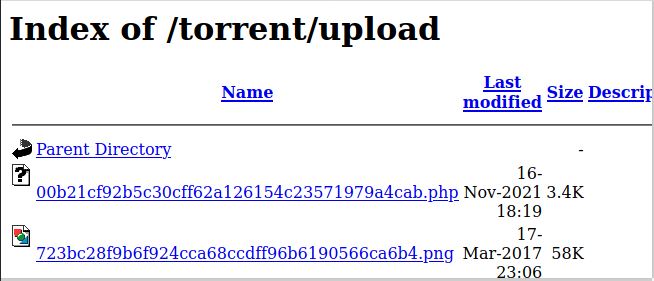 Index of /torrent/upload
Name Last modified Size Descrip
Parent Directory -
00b21cf92b5c30cff62a126154c23571979a4cab.php 16-Nov-2021 18:19 3.4K
723bc28f9b6f924cca68ccdff96b6190566ca6b4.png 17-Mar-2017 23:06 58K